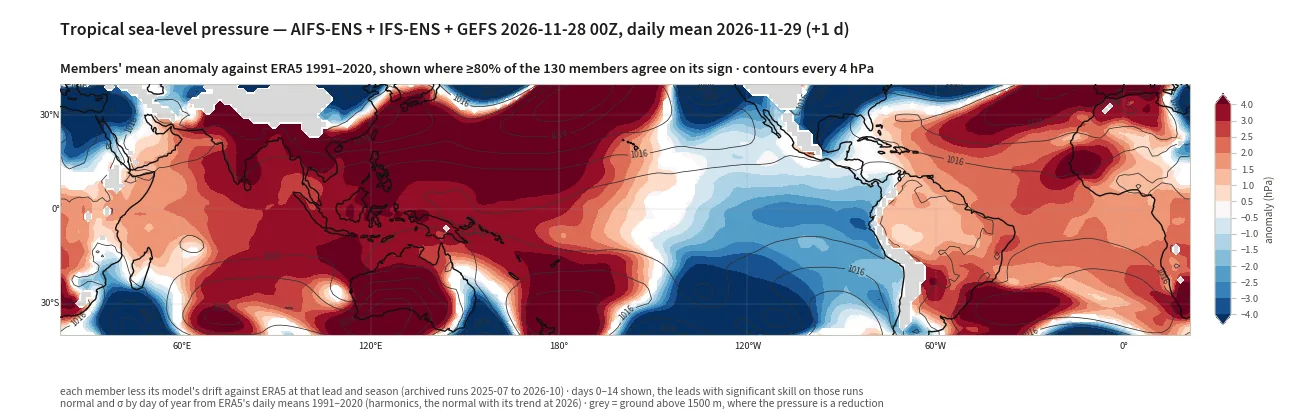 Tropical sea-level pressure — AIFS-ENS + IFS-ENS + GEFS 2026-11-28 00Z, daily mean 2026-11-29 (+1 d)
Members' mean anomaly against ERA5 1991–2020, shown where ≥80% of the 130 members agree on its sign · contours every 4 hPa
30°N
0°
30°S
60°E
120°E
180°
120°W
60°W
0°
1016
1016
1016
1016
1016
1016
4.0
3.0
2.5
2.0
1.5
1.0
0.5
−0.5
−1.0
−1.5
−2.0
−2.5
−3.0
−4.0
anomaly (hPa)
each member less its model's drift against ERA5 at that lead and season (archived runs 2025-07 to 2026-10) · days 0–14 shown, the leads with significant skill on those runs
normal and σ by day of year from ERA5's daily means 1991–2020 (harmonics, the normal with its trend at 2026) · grey = ground above 1500 m, where the pressure is a reduction